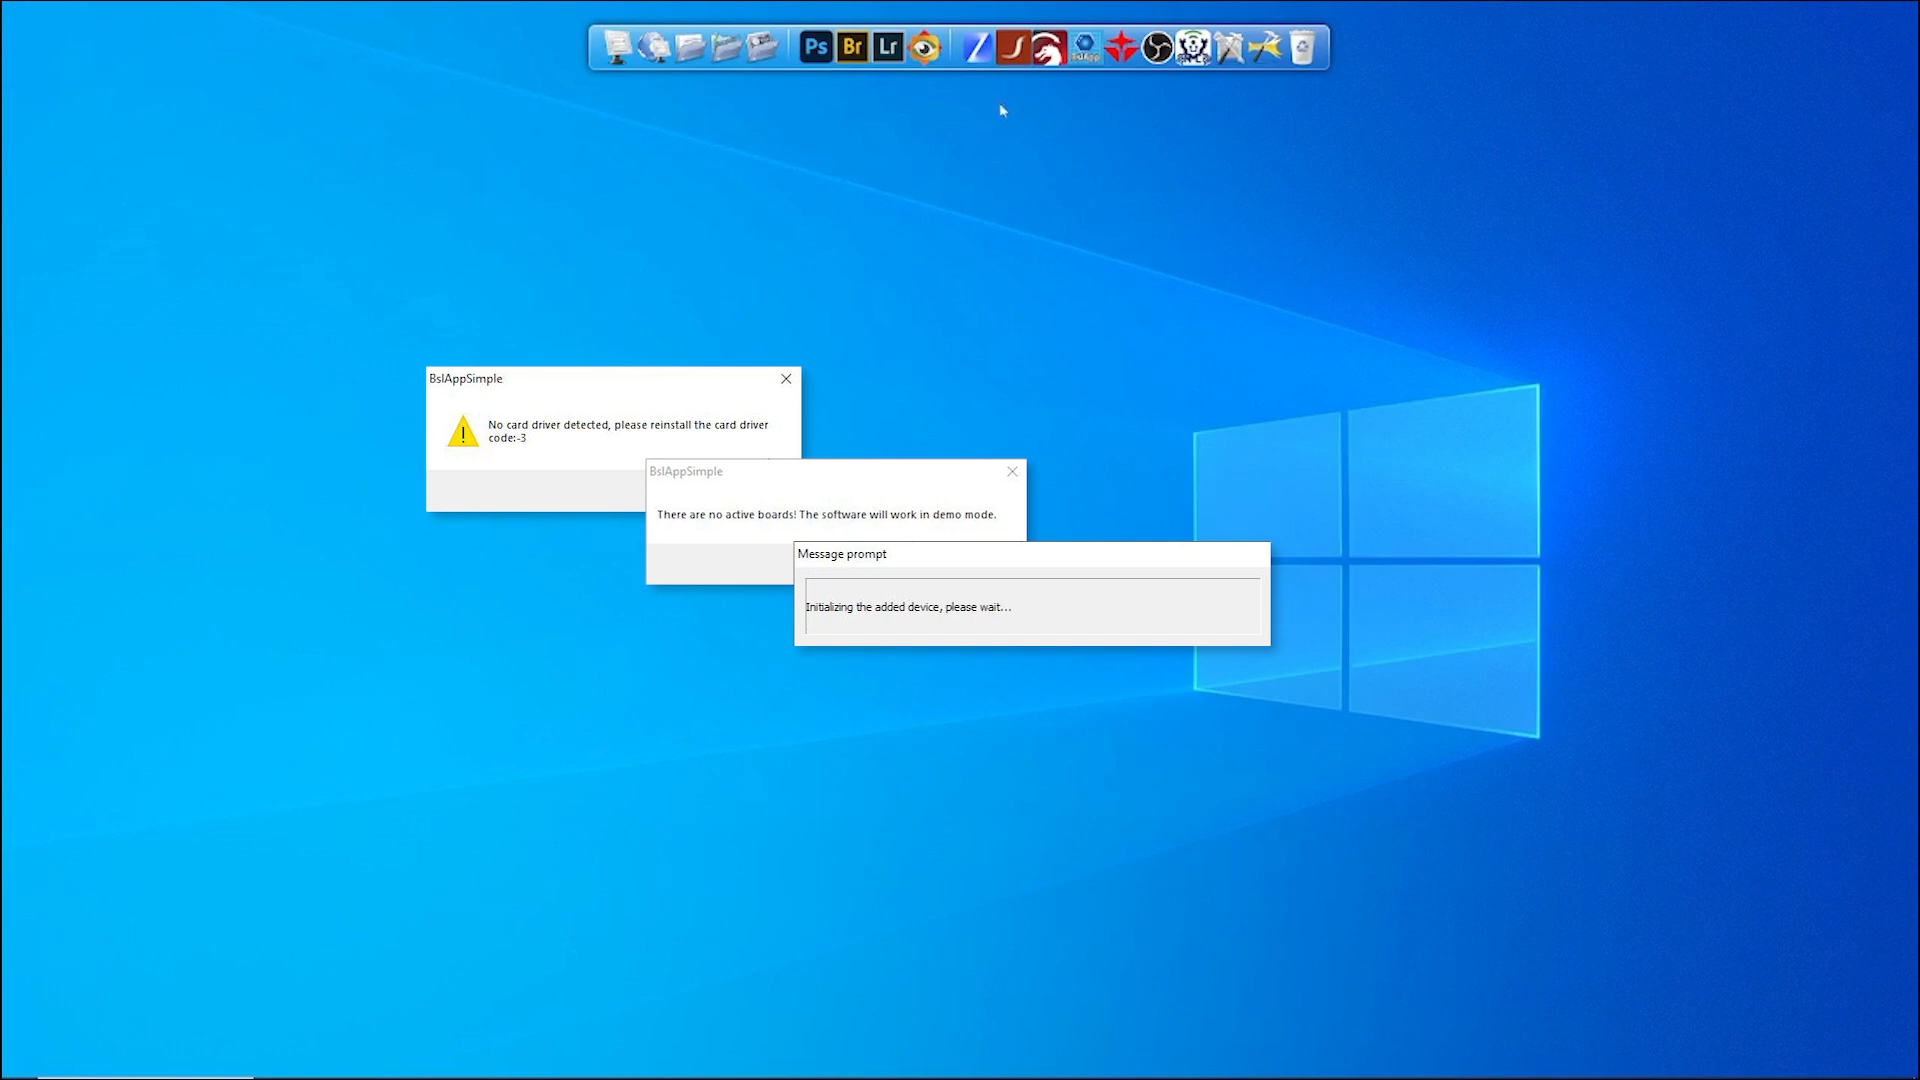 Ps Br Lr
BslApp
BslAppSimple
No card driver detected, please reinstall the card driver
code:-3
BslAppSimple
There are no active boards! The software will work in demo mode.
Message prompt
Initializing the added device, please wait...